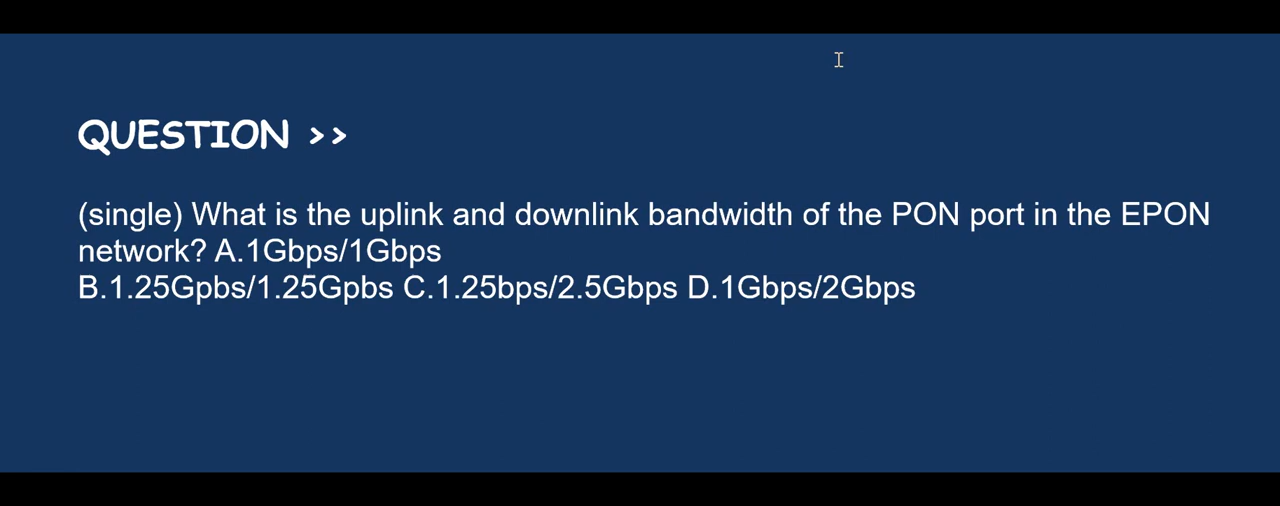 QUESTION >>
(single) What is the uplink and downlink bandwidth of the PON port in the EPON
network? A.1Gbps/1Gbps
B.1.25Gpbs/1.25Gpbs C.1.25bps/2.5Gbps D.1Gbps/2Gbps